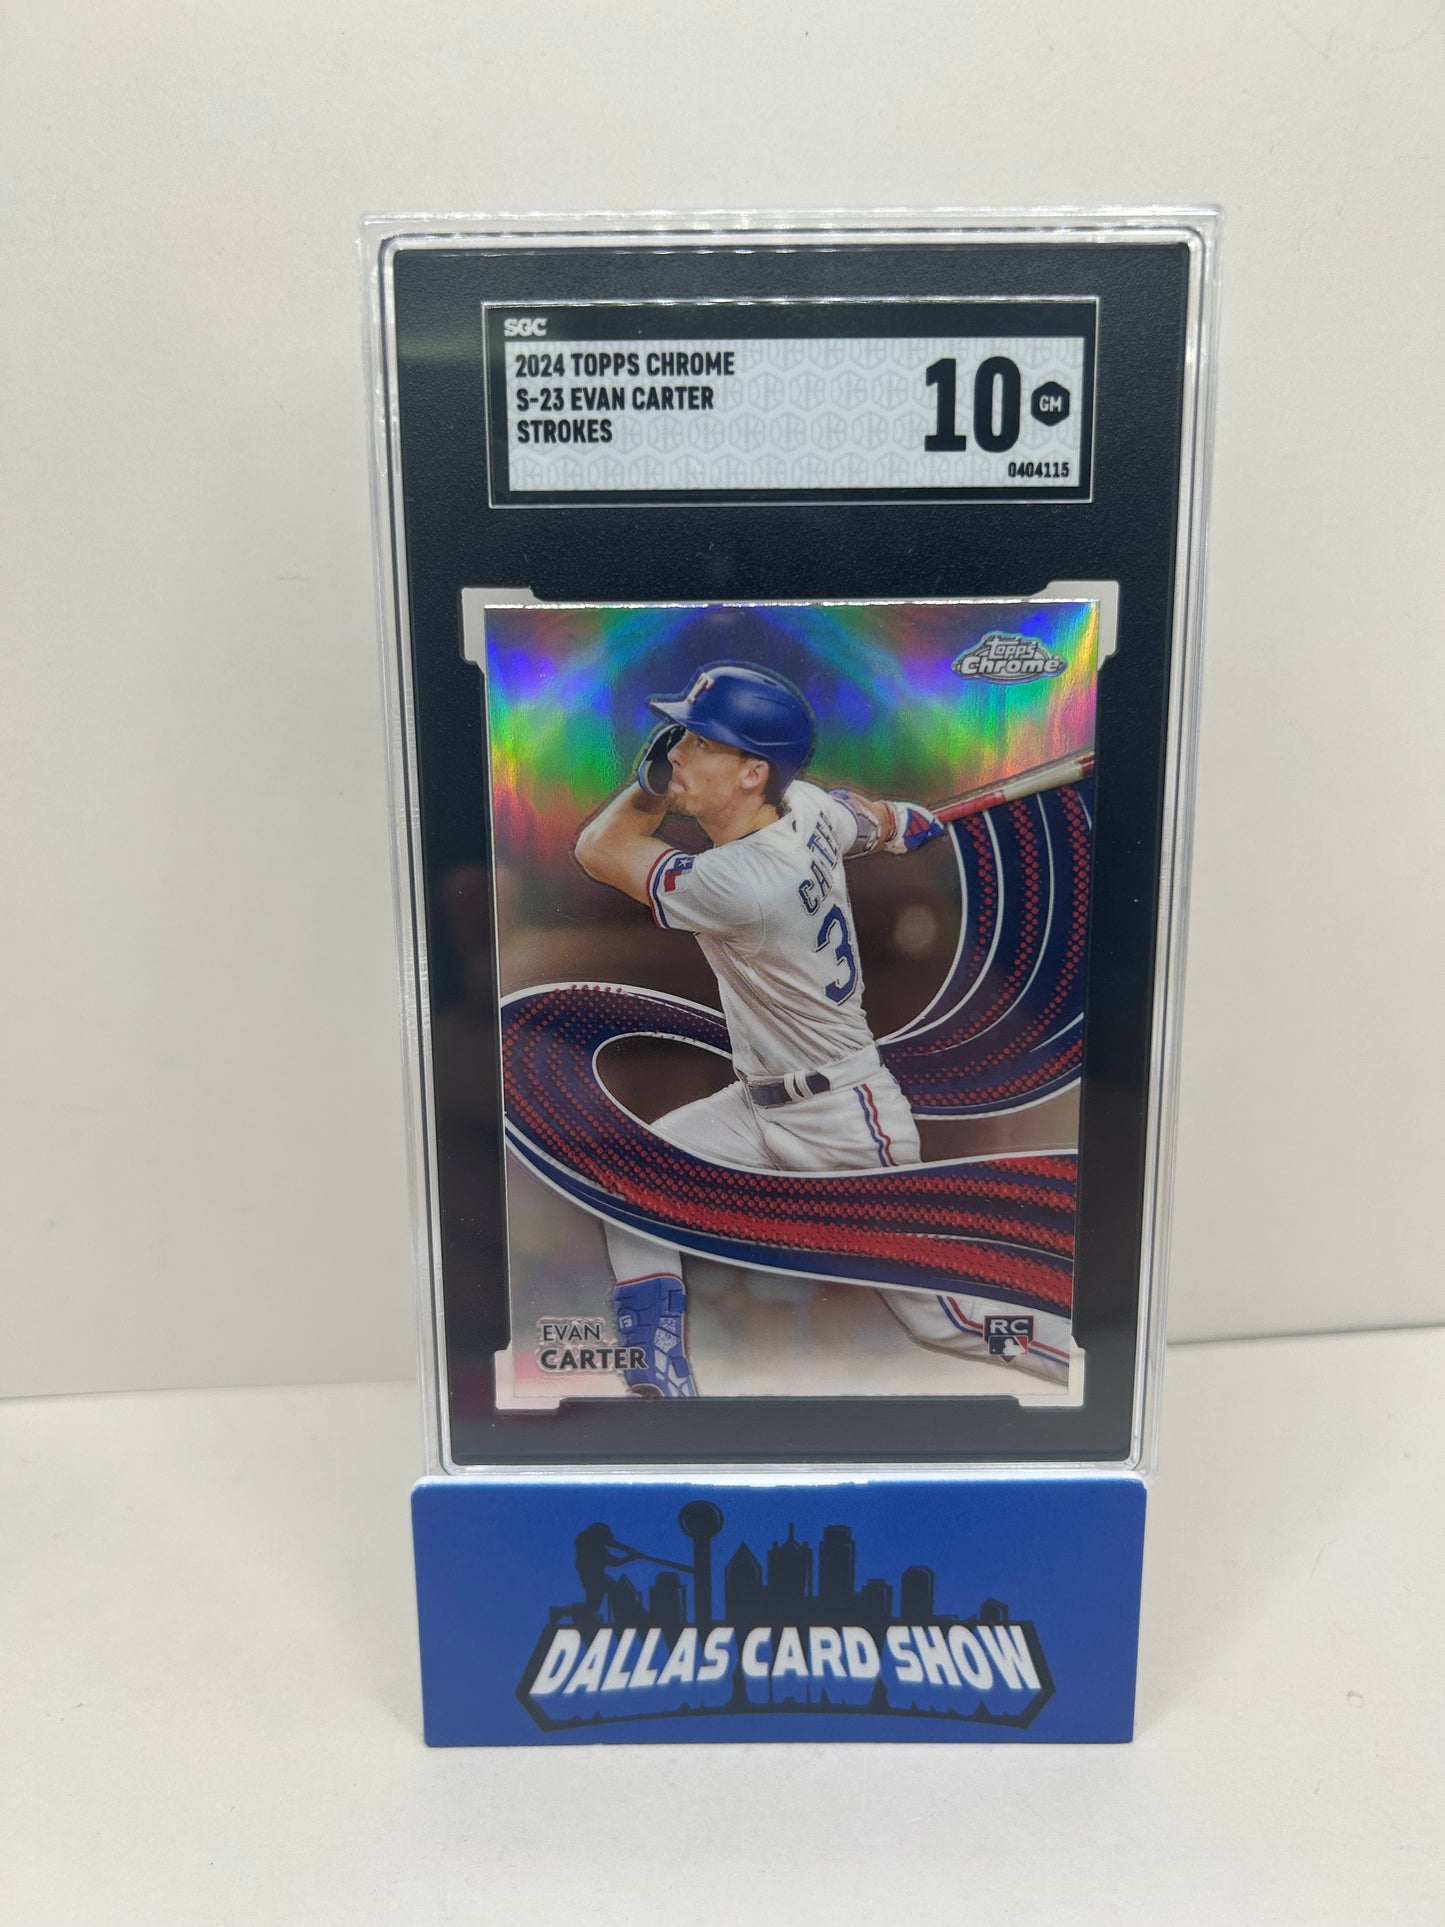 SGC
2024 TOPPS CHROME
S-23 EVAN CARTER
STROKES
10 GM
0404115
Topps
Chrome
T
CARTER
3
EVAN
CARTER
RC
DALLAS CARD SHOW